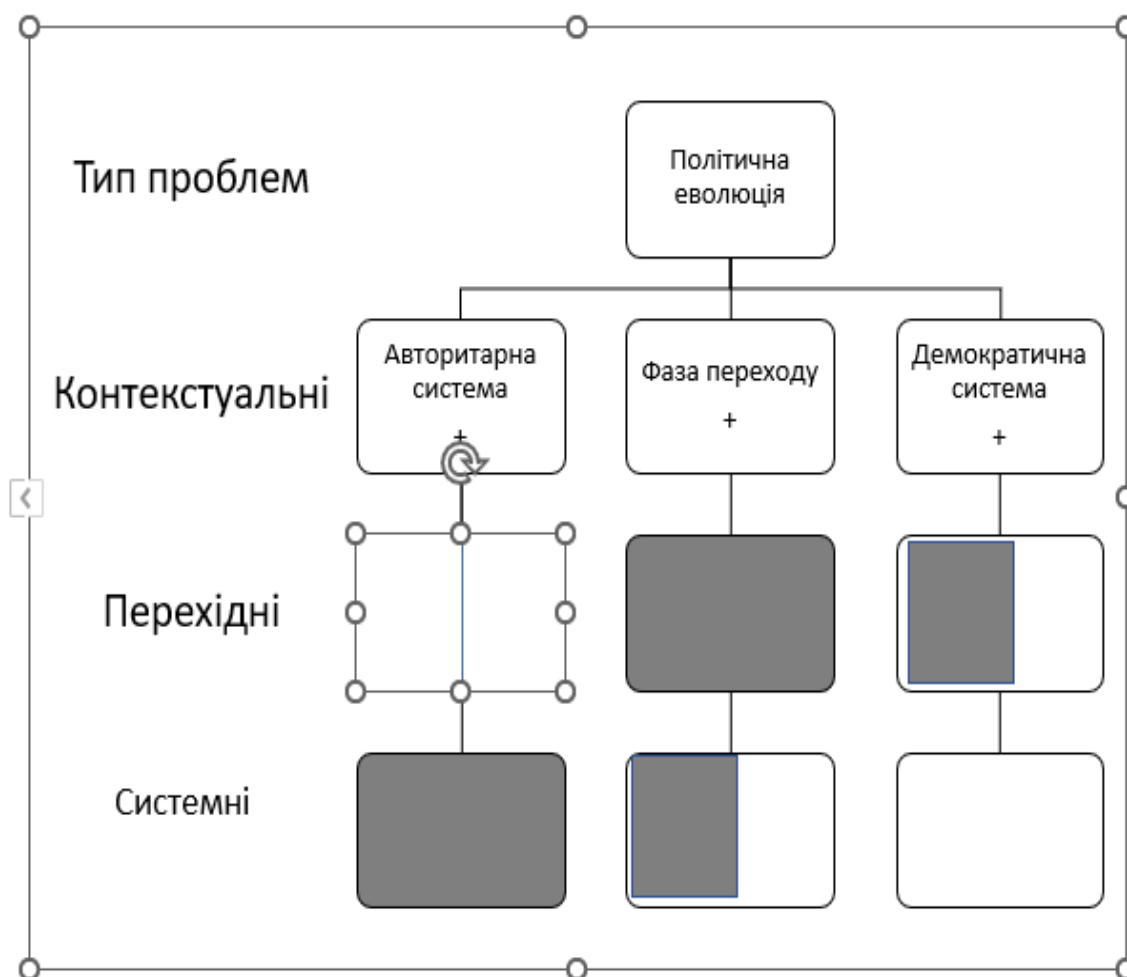 Тип проблем
Політична
еволюція
Контекстуальні
Авторитарна
система
+
Фаза переходу
+
Демократична
система
+
Перехідні
Системні